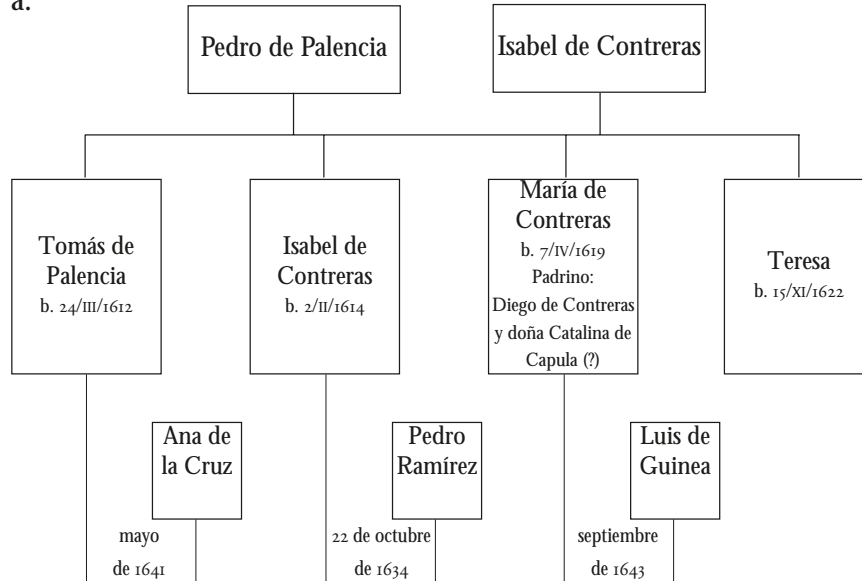 a.
Pedro de Palencia
Isabel de Contreras
Tomás de
Palencia
b. 24/III/1612
Isabel de
Contreras
b. 2/II/1614
María de
Contreras
b. 7/IV/1619
Padrino:
Diego de Contreras
y doña Catalina de
Capula (?)
Teresa
b. 15/XI/1622
Ana de
la Cruz
Pedro
Ramírez
Luis de
Guinea
mayo
de 1641
22 de octubre
de 1634
septiembre
de 1643